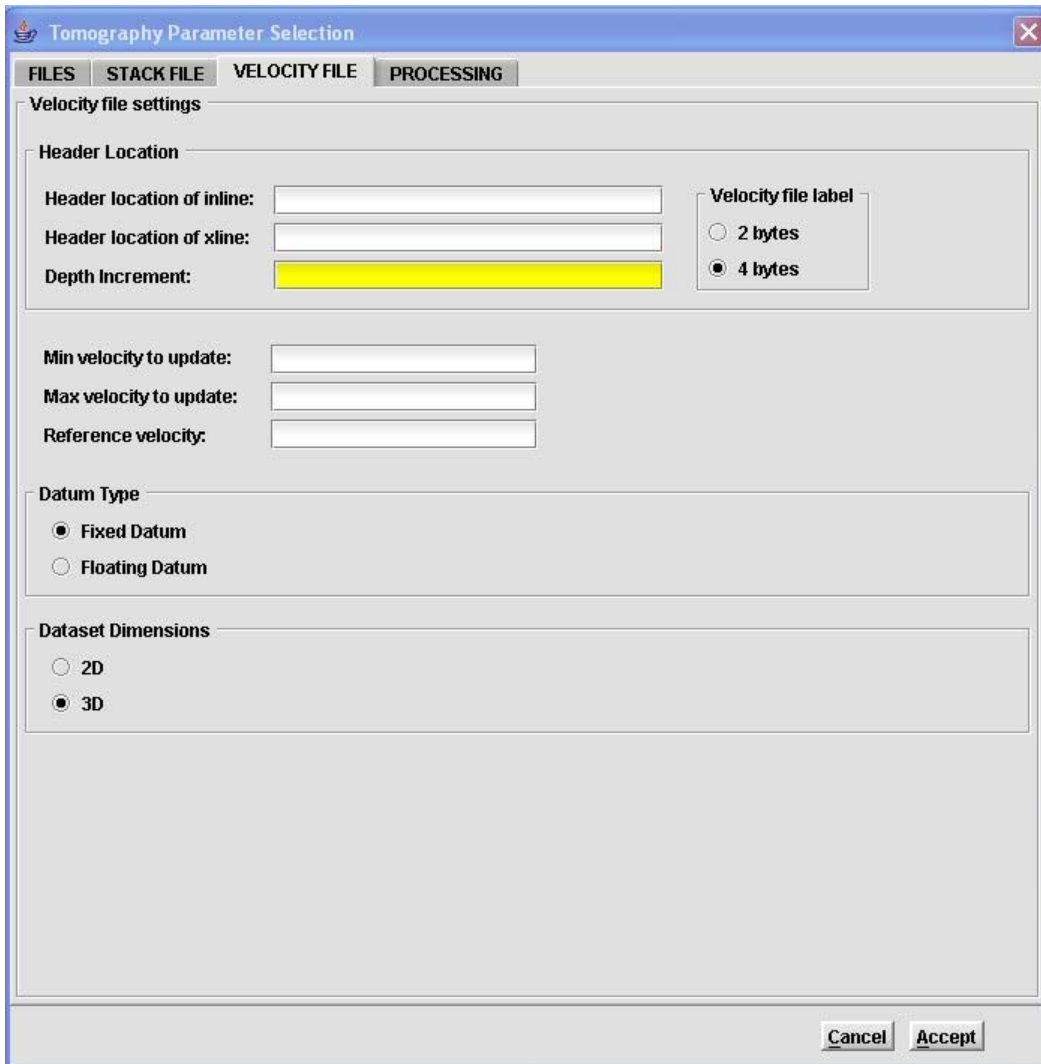 Tomography Parameter Selection
FILES STACK FILE VELOCITY FILE PROCESSING
Velocity file settings
Header Location
Header location of inline:
Header location of xline:
Depth Increment:
Velocity file label
2 bytes
4 bytes
Min velocity to update:
Max velocity to update:
Reference velocity:
Datum Type
Fixed Datum
Floating Datum
Dataset Dimensions
2D
3D
Cancel Accept